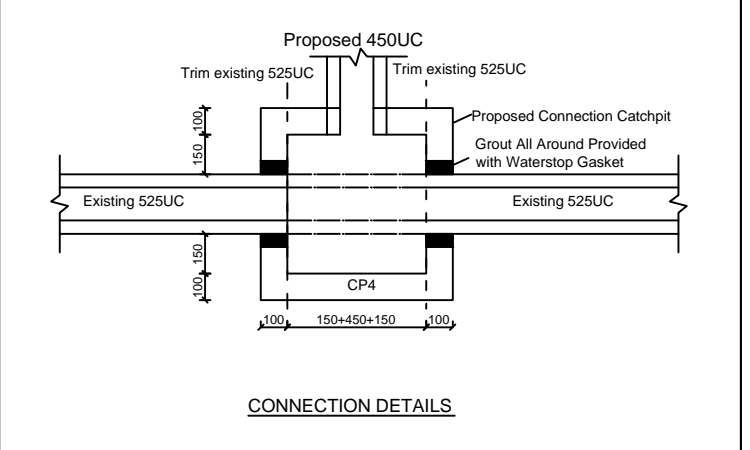 Proposed 450UC
Trim existing 525UC
Trim existing 525UC
100
Proposed Connection Catchpit
150
Grout All Around Provided
with Waterstop Gasket
Existing 525UC
Existing 525UC
150
100
CP4
100
150+450+150
100
CONNECTION DETAILS